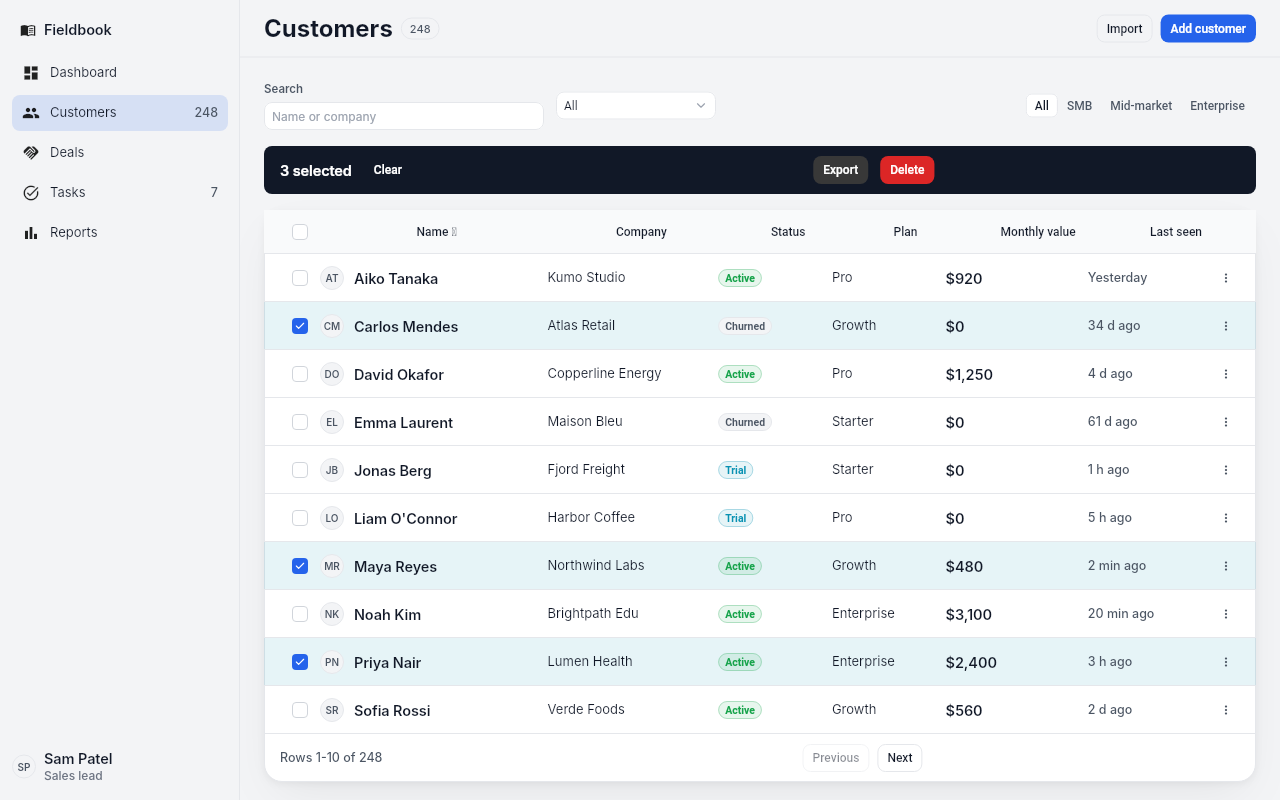 Fieldbook
Dashboard
Customers 248
Deals
Tasks 7
Reports
SP Sam Patel
Sales lead
Customers 248
Import Add customer
Search
Name or company
All
All SMB Mid-market Enterprise
3 selected Clear Export Delete
Name Company Status Plan Monthly value Last seen
AT Aiko Tanaka Kumo Studio Active Pro $920 Yesterday
CM Carlos Mendes Atlas Retail Churned Growth $0 34 d ago
DO David Okafor Copperline Energy Active Pro $1,250 4 d ago
EL Emma Laurent Maison Bleu Churned Starter $0 61 d ago
JB Jonas Berg Fjord Freight Trial Starter $0 1 h ago
LO Liam O'Connor Harbor Coffee Trial Pro $0 5 h ago
MR Maya Reyes Northwind Labs Active Growth $480 2 min ago
NK Noah Kim Brightpath Edu Active Enterprise $3,100 20 min ago
PN Priya Nair Lumen Health Active Enterprise $2,400 3 h ago
SR Sofia Rossi Verde Foods Active Growth $560 2 d ago
Rows 1-10 of 248 Previous Next